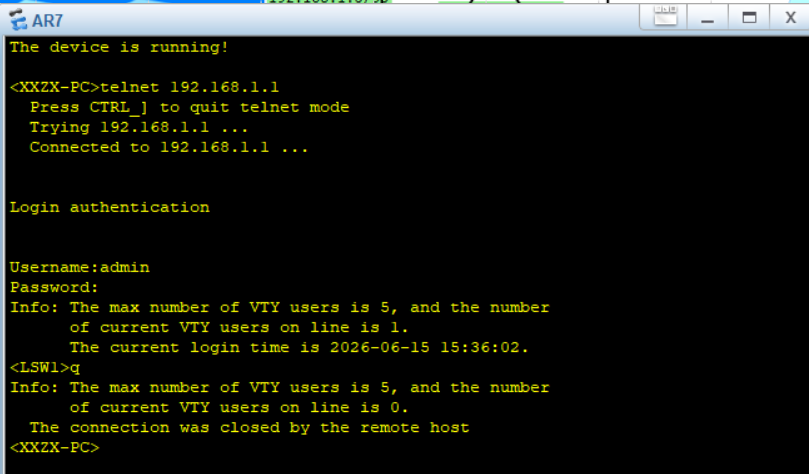 AR7
The device is running!
<XXZX-PC>telnet 192.168.1.1
  Press CTRL_] to quit telnet mode
  Trying 192.168.1.1 ...
  Connected to 192.168.1.1 ...
Login authentication
Username:admin
Password:
Info: The max number of VTY users is 5, and the number
      of current VTY users on line is 1.
      The current login time is 2026-06-15 15:36:02.
<LSW1>q
Info: The max number of VTY users is 5, and the number
      of current VTY users on line is 0.
  The connection was closed by the remote host
<XXZX-PC>